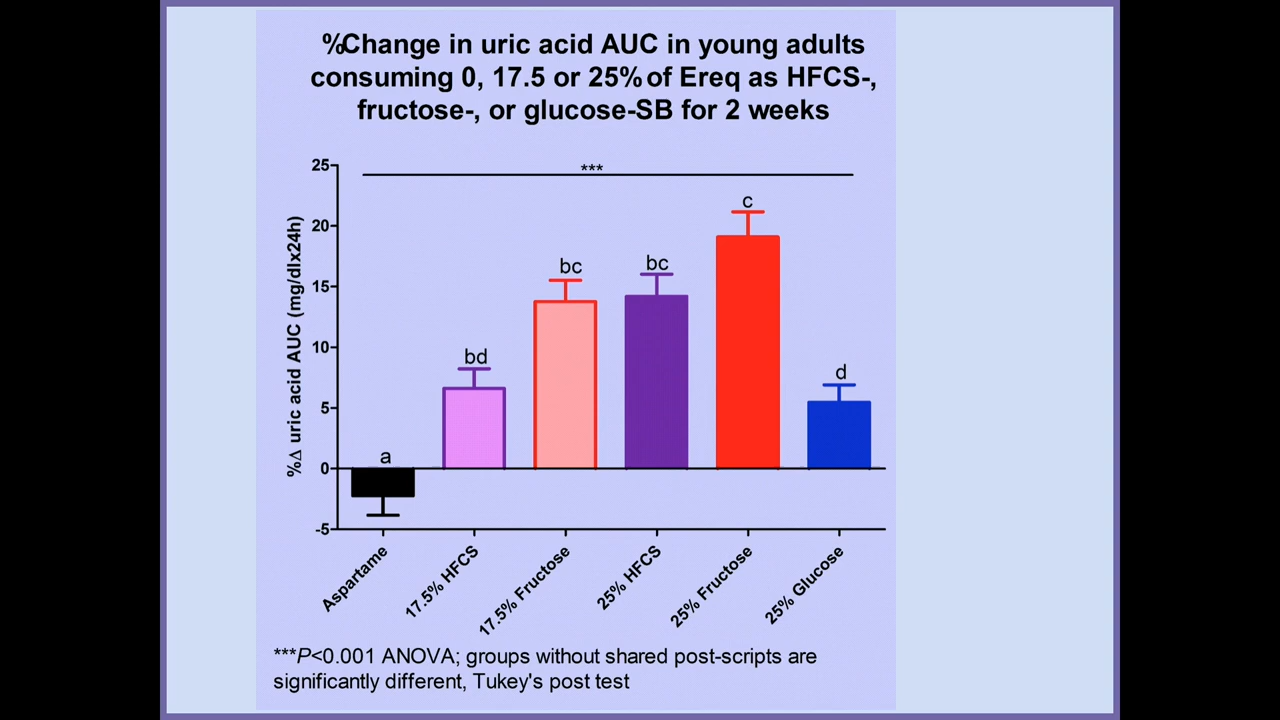 %Change in uric acid AUC in young adults
consuming 0, 17.5 or 25% of Ereq as HFCS-,
fructose-, or glucose-SB for 2 weeks
%Δ uric acid AUC (mg/dlx24h)
25
20
15
10
5
0
-5
***
a
bd
bc
bc
c
d
Aspartame
17.5% HFCS
17.5% Fructose
25% HFCS
25% Fructose
25% Glucose
***P<0.001 ANOVA; groups without shared post-scripts are
significantly different, Tukey's post test